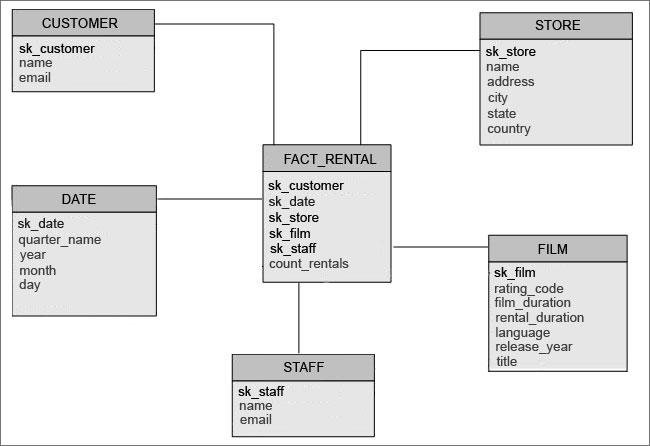 CUSTOMER
sk_customer
name
email
STORE
sk_store
name
address
city
state
country
FACT_RENTAL
sk_customer
sk_date
sk_store
sk_film
sk_staff
count_rentals
DATE
sk_date
quarter_name
year
month
day
FILM
sk_film
rating_code
film_duration
rental_duration
language
release_year
title
STAFF
sk_staff
name
email